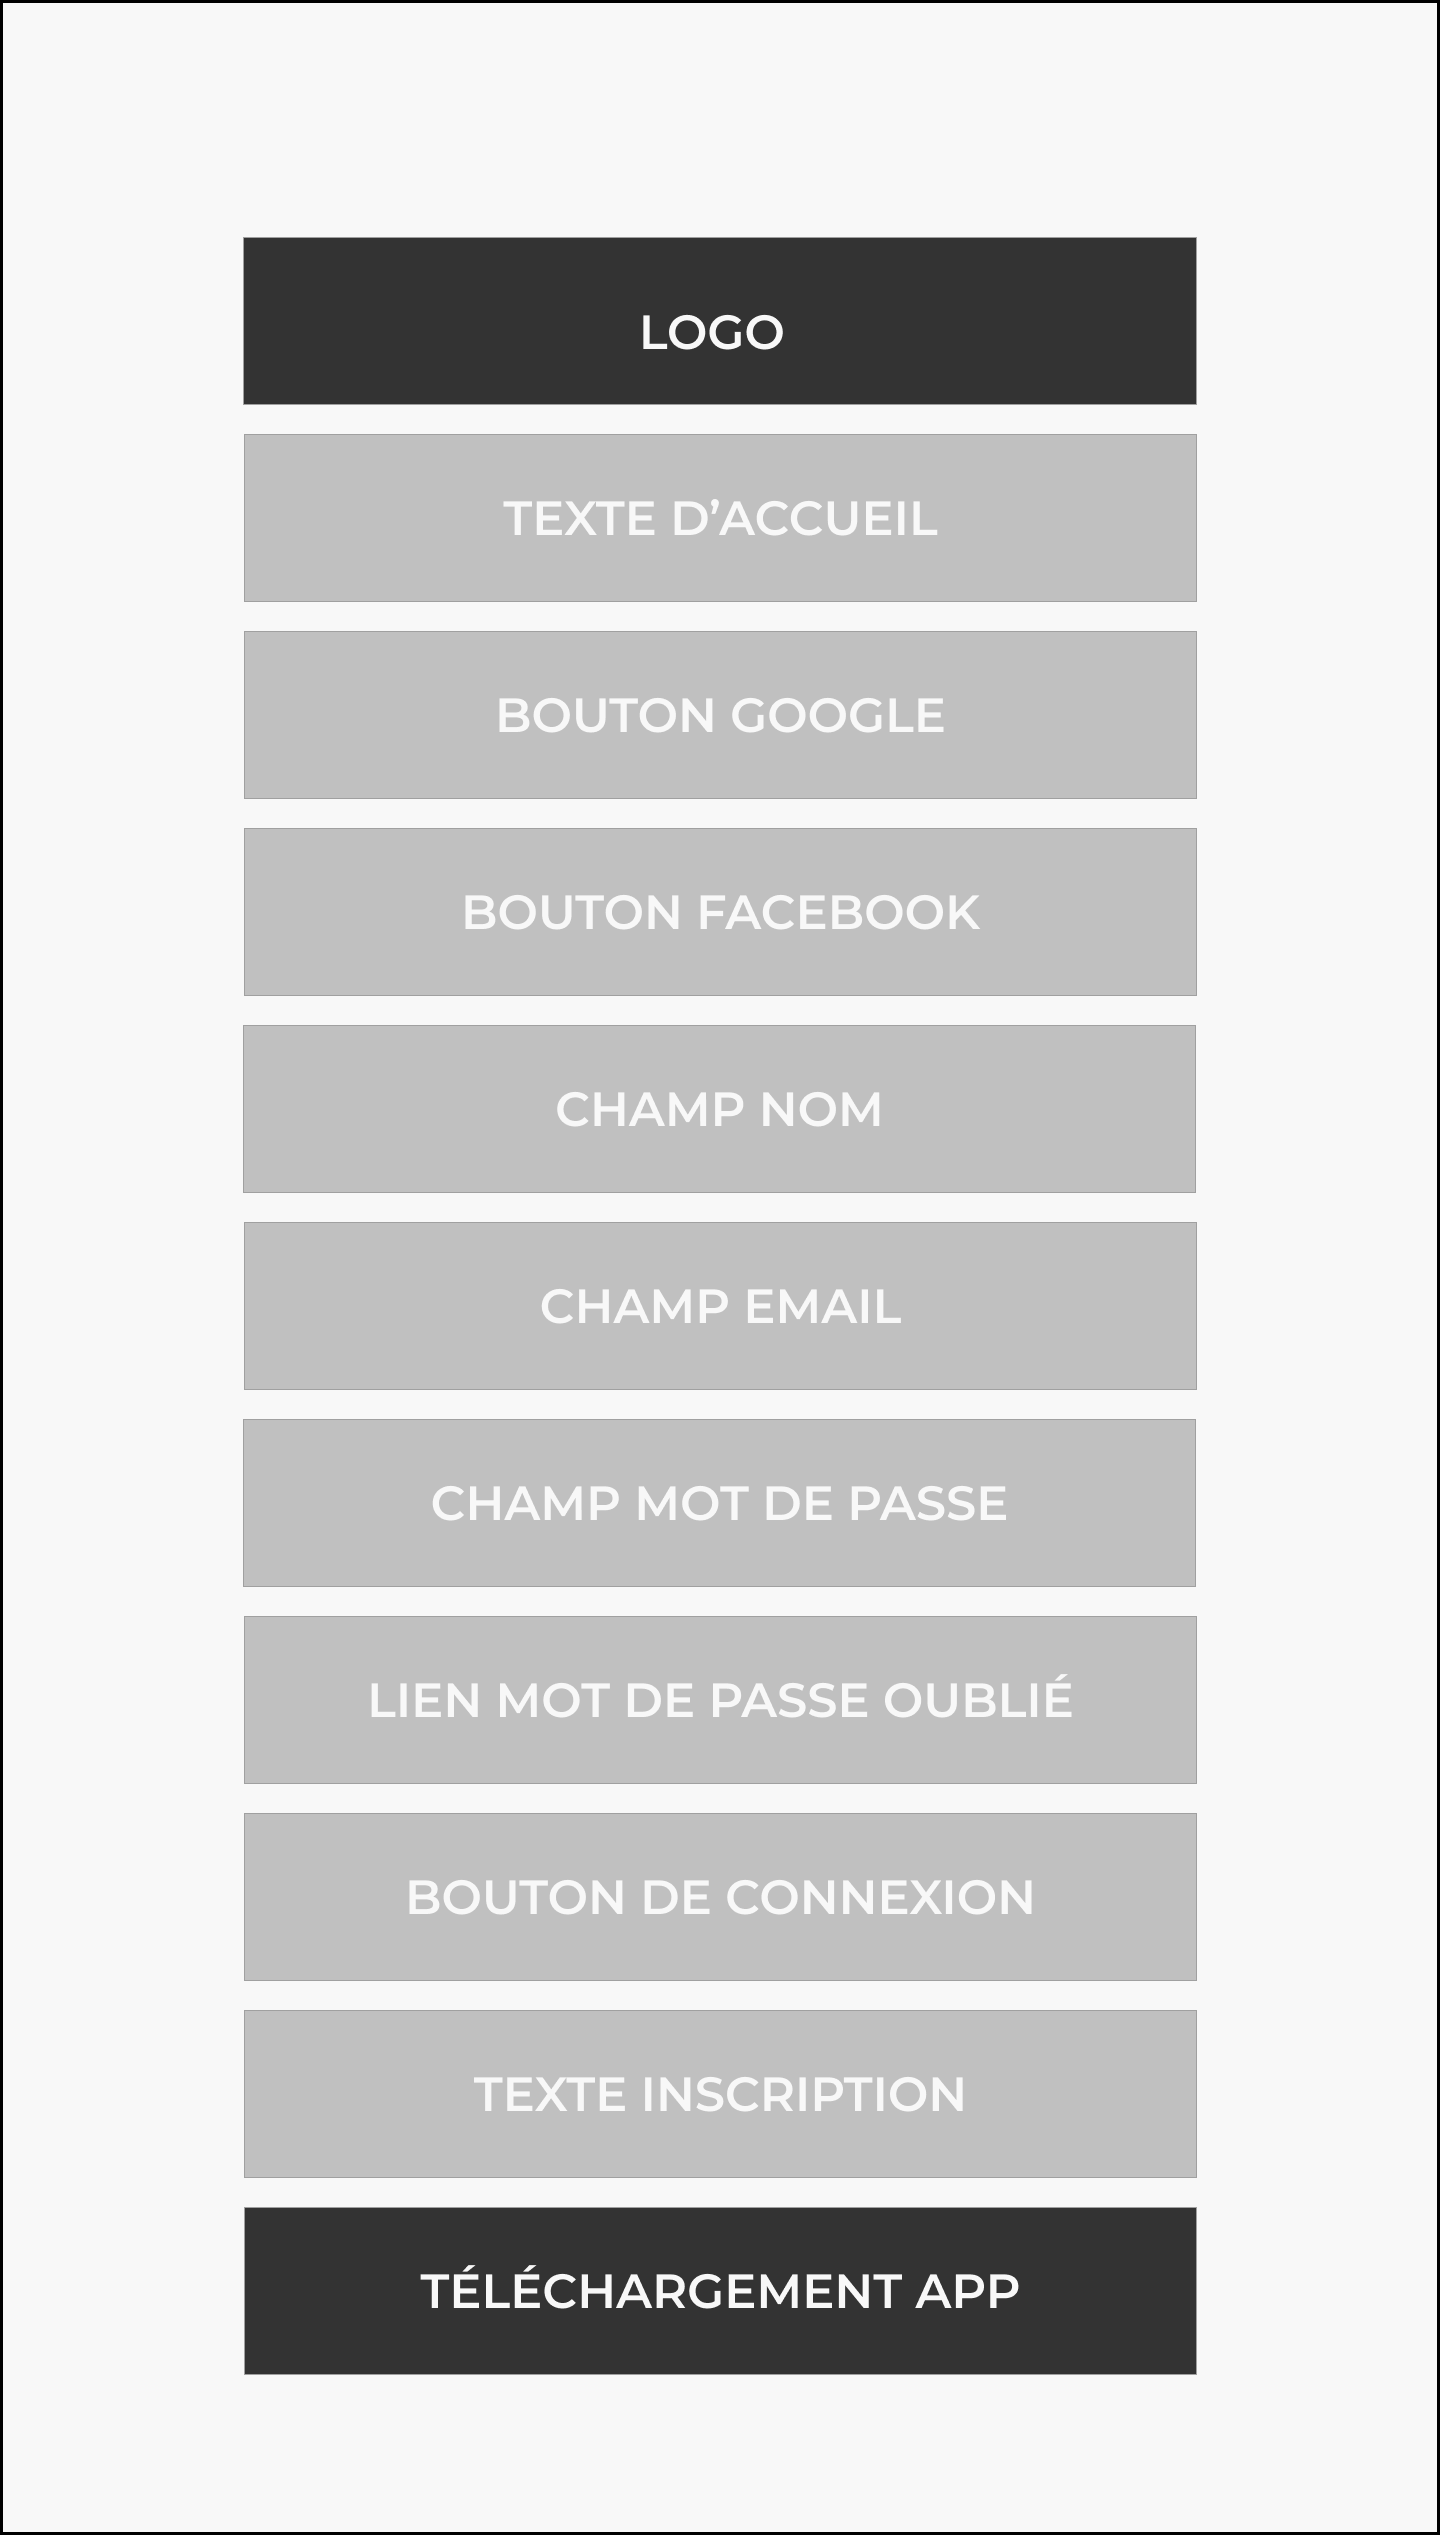 LOGO
TEXTE D’ACCUEIL
BOUTON GOOGLE
BOUTON FACEBOOK
CHAMP NOM
CHAMP EMAIL
CHAMP MOT DE PASSE
LIEN MOT DE PASSE OUBLIÉ
BOUTON DE CONNEXION
TEXTE INSCRIPTION
TÉLÉCHARGEMENT APP